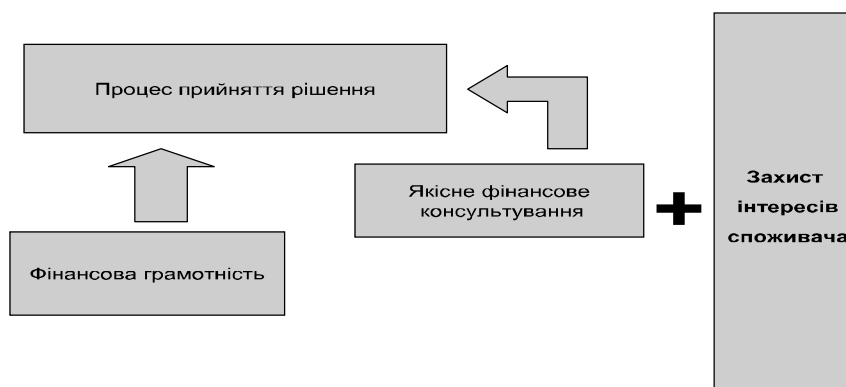 Процес прийняття рішення
Якісне фінансове
консультування
Захист
інтересів
споживача
Фінансова грамотність